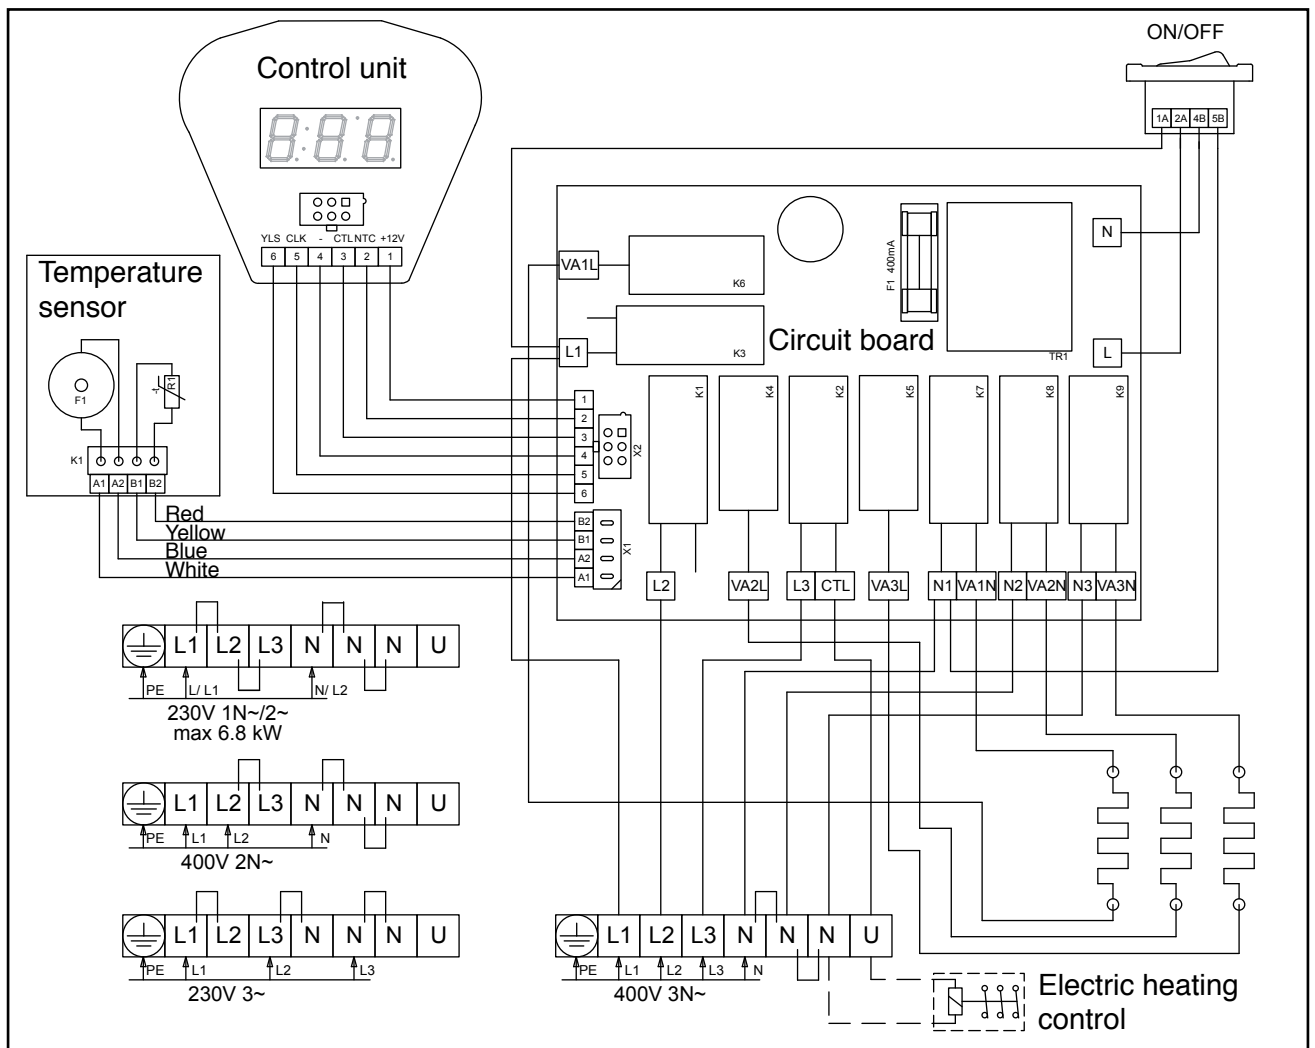 ON/OFF
1A 2A 4B 5B
Control unit
YLS CLK - CTL NTC +12V
6 5 4 3 2 1
Temperature
sensor
F1
R1
-t
K1
A1 A2 B1 B2
Red
Yellow
Blue
White
VA1L
K6
F1 400mA
N
L1
K3
Circuit board
TR1
L
1
2
3
4
5
6
X2
B2
B1
A2
A1
X1
K1 K4 K2 K5 K7 K8 K9
L2 VA2L L3 CTL VA3L N1 VA1N N2 VA2N N3 VA3N
L1 L2 L3 N N N U
PE L/ L1 N/ L2
230V 1N~/2~
max 6.8 kW
L1 L2 L3 N N N U
PE L1 L2 N
400V 2N~
L1 L2 L3 N N N U
PE L1 L2 L3
230V 3~
L1 L2 L3 N N N U
PE L1 L2 L3 N
400V 3N~
Electric heating
control